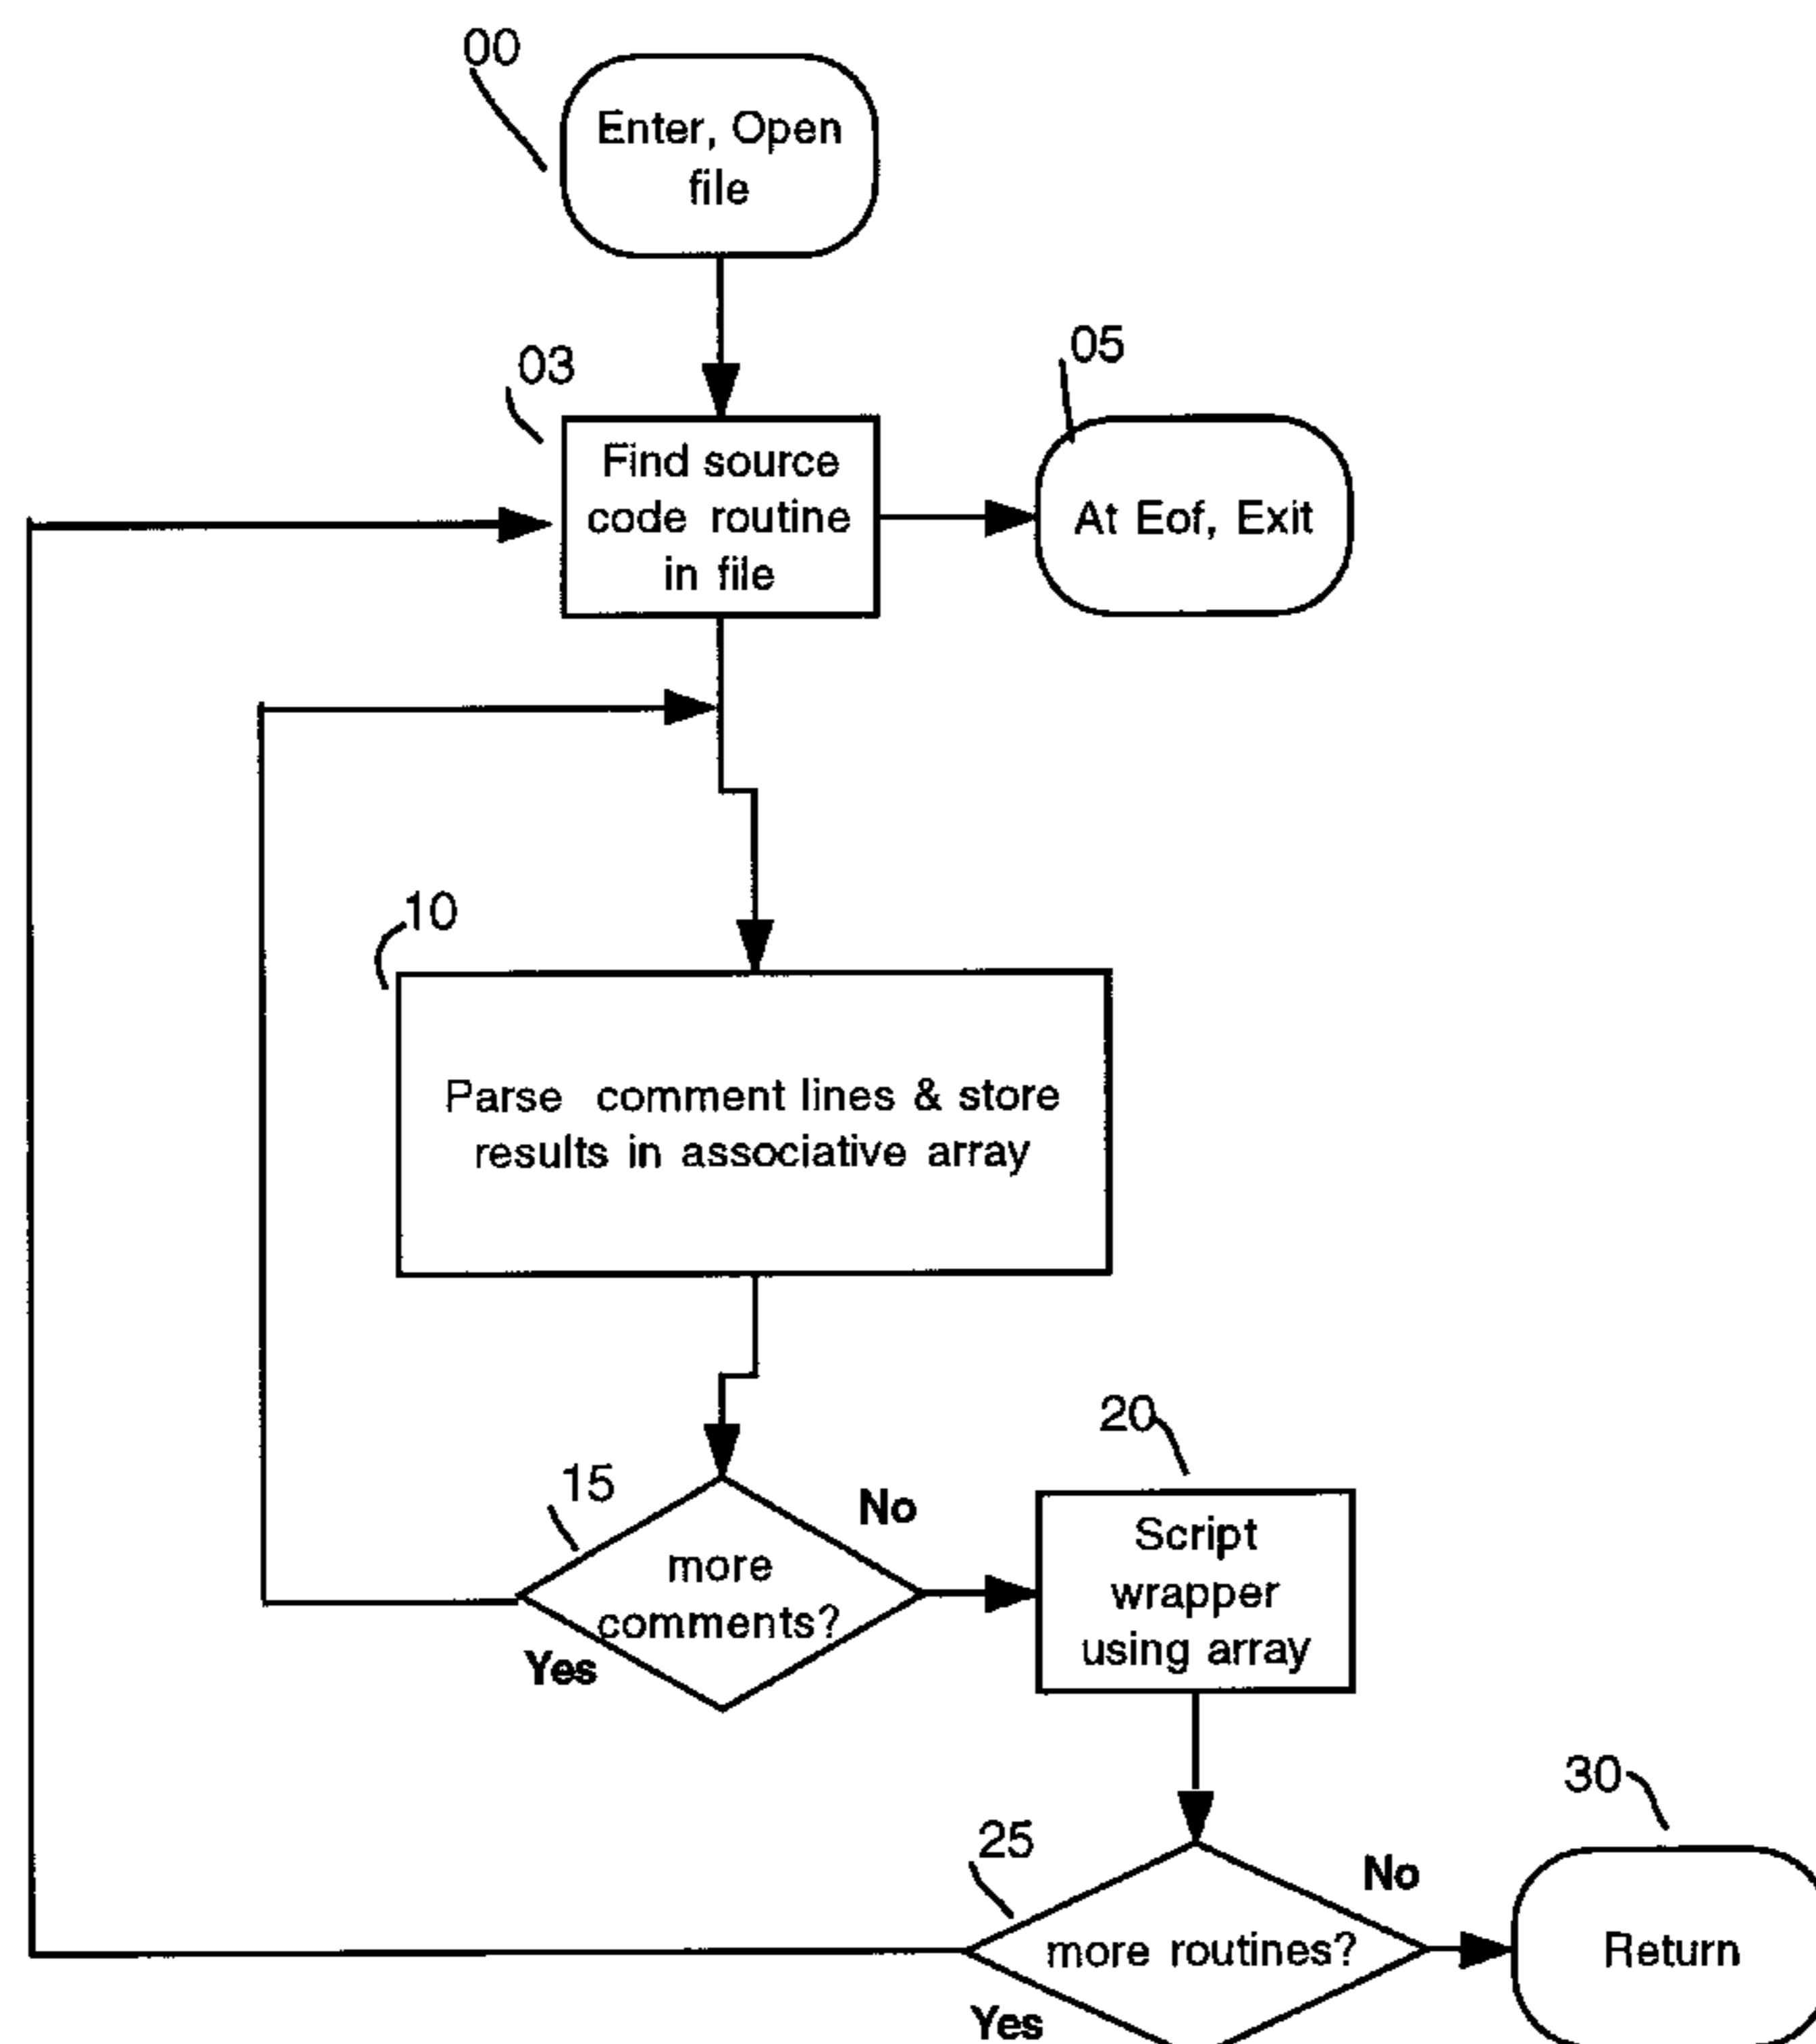 00
Enter, Open
file
03
05
Find source
code routine
in file
At Eof, Exit
10
Parse comment lines & store
results in associative array
15
No
more
comments?
Yes
20
Script
wrapper
using array
25
No
30
more routines?
Return
Yes